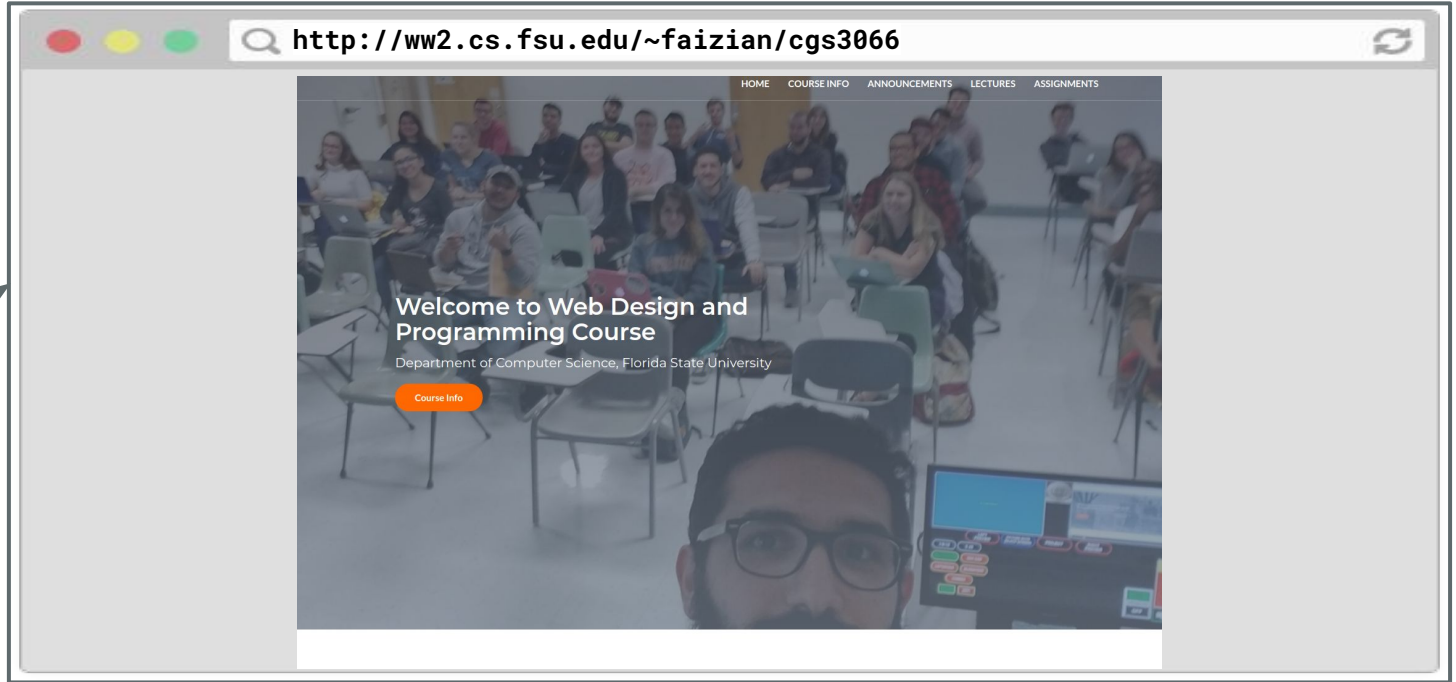 http://ww2.cs.fsu.edu/~faizian/cgs3066
HOME COURSE INFO ANNOUNCEMENTS LECTURES ASSIGNMENTS
Welcome to Web Design and
Programming Course
Department of Computer Science, Florida State University
Course Info